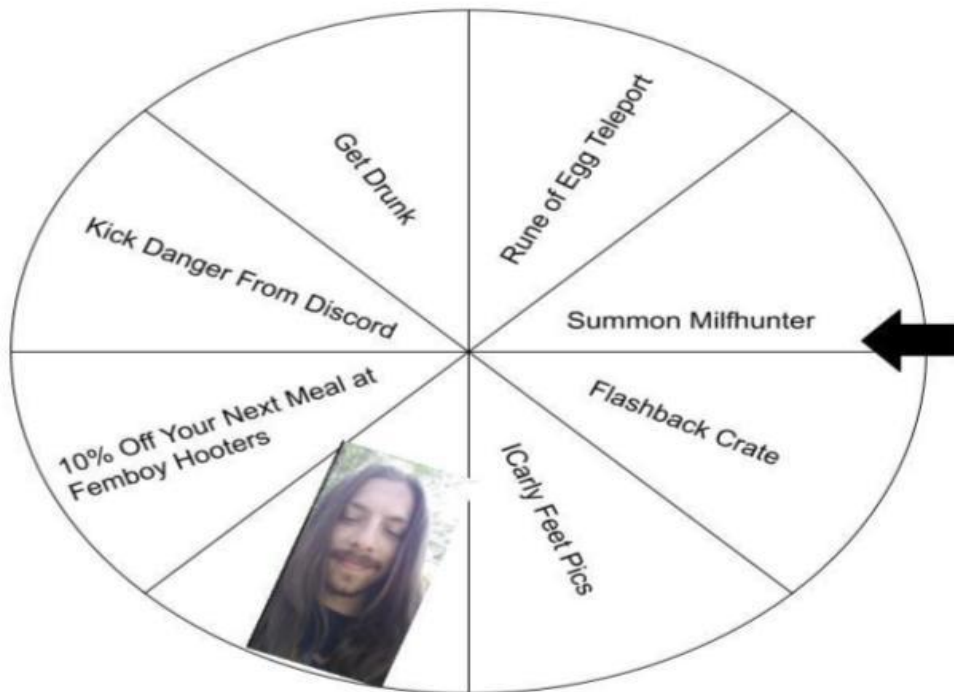 Get Drunk
Rune of Egg Teleport
Kick Danger From Discord
Summon Milfhunter
10% Off Your Next Meal at
Femboy Hooters
Flashback Crate
ICarly Feet Pics